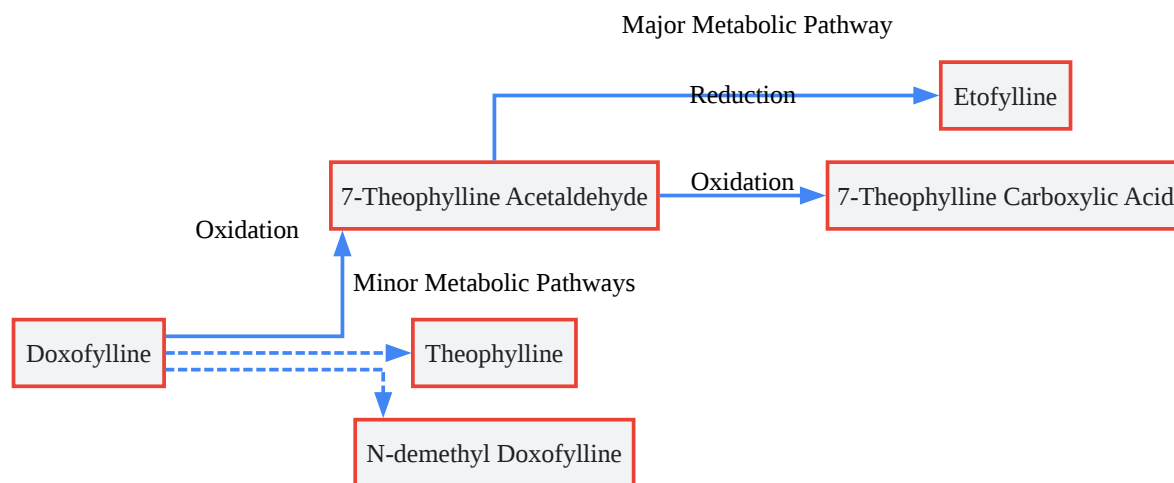 Major Metabolic Pathway
Reduction
Etofylline
7-Theophylline Acetaldehyde
Oxidation
7-Theophylline Carboxylic Acid
Oxidation
Minor Metabolic Pathways
Doxofylline
Theophylline
N-demethyl Doxofylline